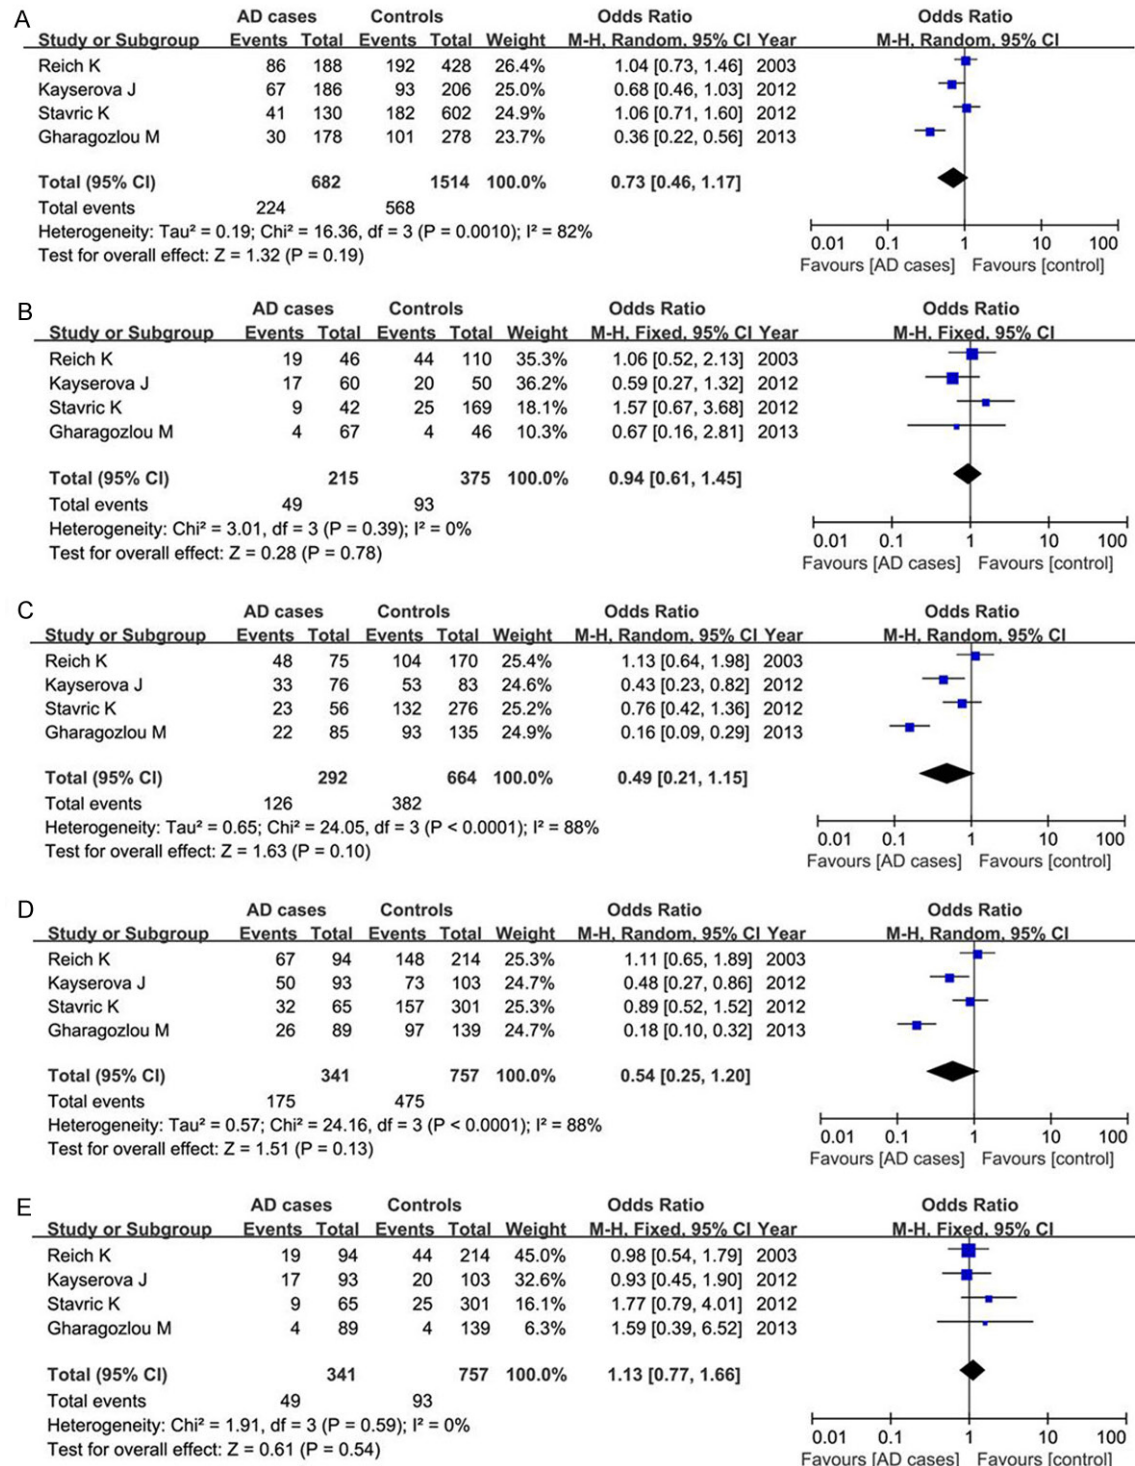 A
AD cases Controls Odds Ratio Odds Ratio
Study or Subgroup Events Total Events Total Weight M-H, Random, 95% CI Year M-H, Random, 95% CI
Reich K 86 188 192 428 26.4% 1.04 [0.73, 1.46] 2003
Kayserova J 67 186 93 206 25.0% 0.68 [0.46, 1.03] 2012
Stavric K 41 130 182 602 24.9% 1.06 [0.71, 1.60] 2012
Gharagozlou M 30 178 101 278 23.7% 0.36 [0.22, 0.56] 2013
Total (95% CI) 682 1514 100.0% 0.73 [0.46, 1.17]
Total events 224 568
Heterogeneity: Tau² = 0.19; Chi² = 16.36, df = 3 (P = 0.0010); I² = 82%
Test for overall effect: Z = 1.32 (P = 0.19)
0.01 0.1 1 10 100
Favours [AD cases] Favours [control]
B
AD cases Controls Odds Ratio Odds Ratio
Study or Subgroup Events Total Events Total Weight M-H, Fixed, 95% CI Year M-H, Fixed, 95% CI
Reich K 19 46 44 110 35.3% 1.06 [0.52, 2.13] 2003
Kayserova J 17 60 20 50 36.2% 0.59 [0.27, 1.32] 2012
Stavric K 9 42 25 169 18.1% 1.57 [0.67, 3.68] 2012
Gharagozlou M 4 67 4 46 10.3% 0.67 [0.16, 2.81] 2013
Total (95% CI) 215 375 100.0% 0.94 [0.61, 1.45]
Total events 49 93
Heterogeneity: Chi² = 3.01, df = 3 (P = 0.39); I² = 0%
Test for overall effect: Z = 0.28 (P = 0.78)
0.01 0.1 1 10 100
Favours [AD cases] Favours [control]
C
AD cases Controls Odds Ratio Odds Ratio
Study or Subgroup Events Total Events Total Weight M-H, Random, 95% CI Year M-H, Random, 95% CI
Reich K 48 75 104 170 25.4% 1.13 [0.64, 1.98] 2003
Kayserova J 33 76 53 83 24.6% 0.43 [0.23, 0.82] 2012
Stavric K 23 56 132 276 25.2% 0.76 [0.42, 1.36] 2012
Gharagozlou M 22 85 93 135 24.9% 0.16 [0.09, 0.29] 2013
Total (95% CI) 292 664 100.0% 0.49 [0.21, 1.15]
Total events 126 382
Heterogeneity: Tau² = 0.65; Chi² = 24.05, df = 3 (P < 0.0001); I² = 88%
Test for overall effect: Z = 1.63 (P = 0.10)
0.01 0.1 1 10 100
Favours [AD cases] Favours [control]
D
AD cases Controls Odds Ratio Odds Ratio
Study or Subgroup Events Total Events Total Weight M-H, Random, 95% CI Year M-H, Random, 95% CI
Reich K 67 94 148 214 25.3% 1.11 [0.65, 1.89] 2003
Kayserova J 50 93 73 103 24.7% 0.48 [0.27, 0.86] 2012
Stavric K 32 65 157 301 25.3% 0.89 [0.52, 1.52] 2012
Gharagozlou M 26 89 97 139 24.7% 0.18 [0.10, 0.32] 2013
Total (95% CI) 341 757 100.0% 0.54 [0.25, 1.20]
Total events 175 475
Heterogeneity: Tau² = 0.57; Chi² = 24.16, df = 3 (P < 0.0001); I² = 88%
Test for overall effect: Z = 1.51 (P = 0.13)
0.01 0.1 1 10 100
Favours [AD cases] Favours [control]
E
AD cases Controls Odds Ratio Odds Ratio
Study or Subgroup Events Total Events Total Weight M-H, Fixed, 95% CI Year M-H, Fixed, 95% CI
Reich K 19 94 44 214 45.0% 0.98 [0.54, 1.79] 2003
Kayserova J 17 93 20 103 32.6% 0.93 [0.45, 1.90] 2012
Stavric K 9 65 25 301 16.1% 1.77 [0.79, 4.01] 2012
Gharagozlou M 4 89 4 139 6.3% 1.59 [0.39, 6.52] 2013
Total (95% CI) 341 757 100.0% 1.13 [0.77, 1.66]
Total events 49 93
Heterogeneity: Chi² = 1.91, df = 3 (P = 0.59); I² = 0%
Test for overall effect: Z = 0.61 (P = 0.54)
0.01 0.1 1 10 100
Favours [AD cases] Favours [control]